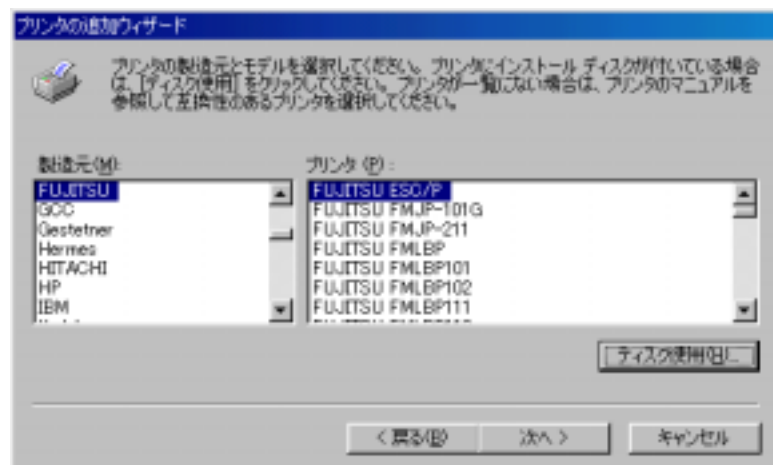 プリンタの追加ウィザード
プリンタの製造元とモデルを選択してください。プリンタにインストール ディスクが付いている場合
は、[ディスク使用] をクリックしてください。プリンタが一覧にない場合は、プリンタのマニュアルを
参照して互換性のあるプリンタを選択してください。
製造元(M):
プリンタ (P) :
FUJITSU
GCC
Gestetner
Hermes
HITACHI
HP
IBM
FUJITSU ESC/P
FUJITSU FMJP-101G
FUJITSU FMJP-211
FUJITSU FMLBP
FUJITSU FMLBP101
FUJITSU FMLBP102
FUJITSU FMLBP111
ディスク使用(H)...
< 戻る(B)
次へ >
キャンセル